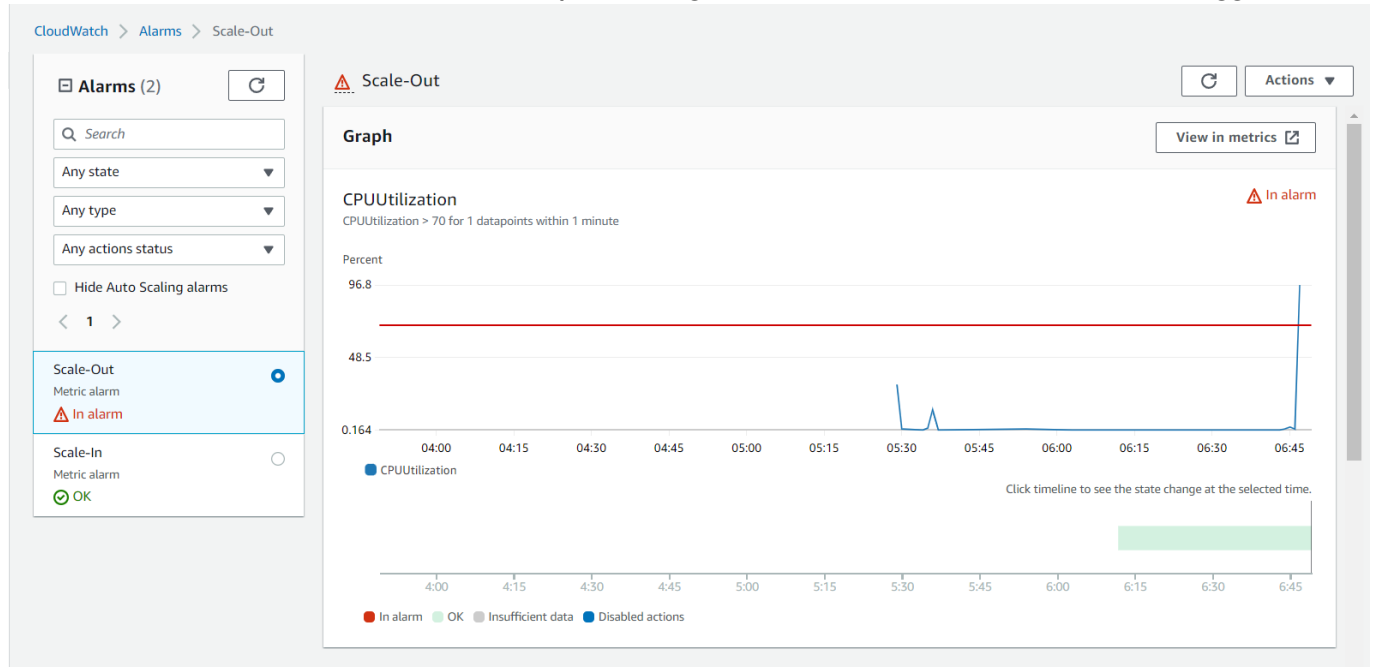 CloudWatch > Alarms > Scale-Out
Alarms (2)
Search
Any state
Any type
Any actions status
Hide Auto Scaling alarms
< 1 >
Scale-Out
Metric alarm
In alarm
Scale-In
Metric alarm
OK
Scale-Out
Actions
Graph
View in metrics
CPUUtilization
In alarm
CPUUtilization > 70 for 1 datapoints within 1 minute
Percent
96.8
48.5
0.164
04:00 04:15 04:30 04:45 05:00 05:15 05:30 05:45 06:00 06:15 06:30 06:45
CPUUtilization
Click timeline to see the state change at the selected time.
4:00 4:15 4:30 4:45 5:00 5:15 5:30 5:45 6:00 6:15 6:30 6:45
In alarm OK Insufficient data Disabled actions